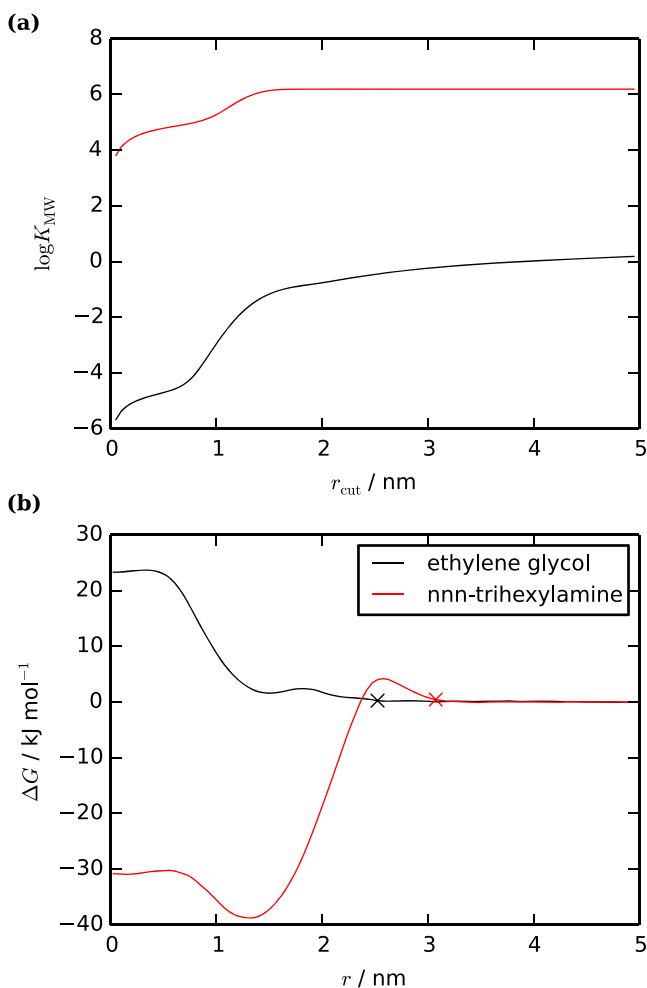 (a)
8
6
4
2
0
−2
−4
−6
log K_MW
0 1 2 3 4 5
r_cut / nm
(b)
30
20
10
0
−10
−20
−30
−40
ΔG / kJ mol⁻¹
ethylene glycol
nnn-trihexylamine
0 1 2 3 4 5
r / nm